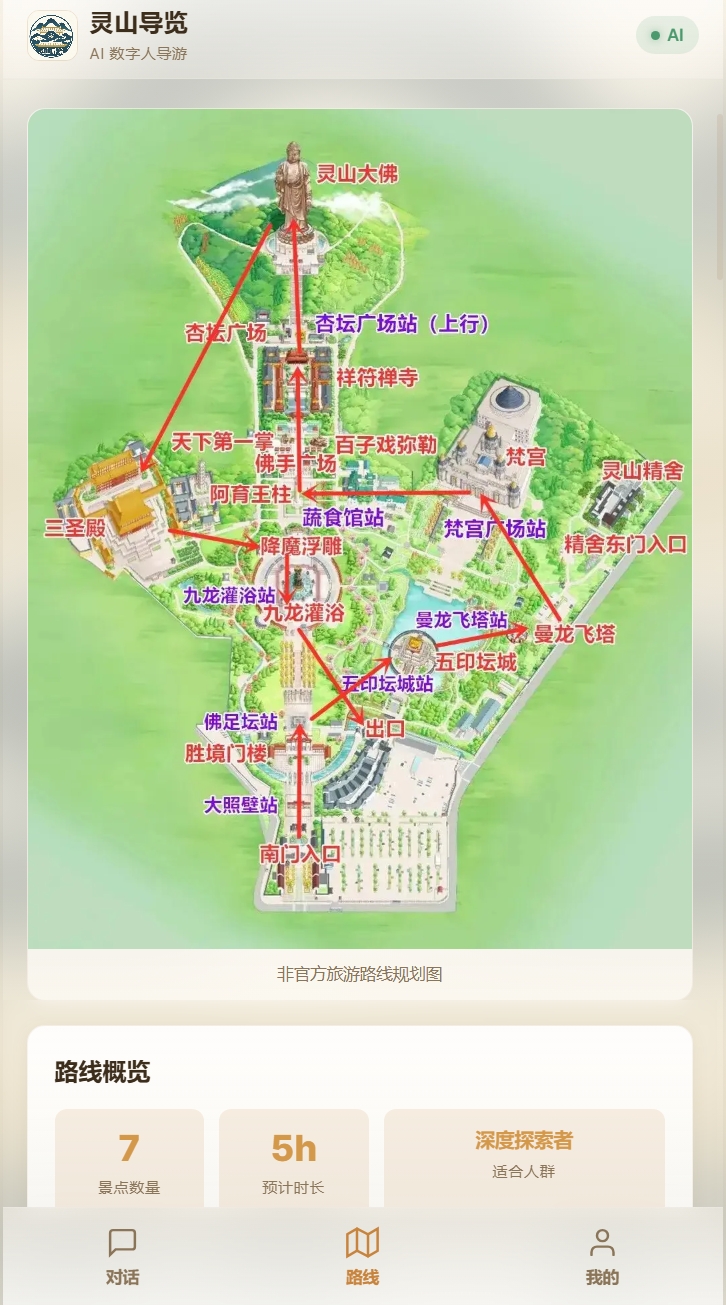 灵山导览
AI 数字人导游
AI
灵山大佛
杏坛广场
杏坛广场站（上行）
祥符禅寺
天下第一掌
百子戏弥勒
佛手广场
梵宫
灵山精舍
阿育王柱
蔬食馆站
三圣殿
梵宫广场站
降魔浮雕
精舍东门入口
九龙灌浴站
九龙灌浴
曼龙飞塔站
曼龙飞塔
五印坛城
五印坛城站
佛足坛站
出口
胜境门楼
大照壁站
南门入口
非官方旅游路线规划图
路线概览
7
景点数量
5h
预计时长
深度探索者
适合人群
对话
路线
我的